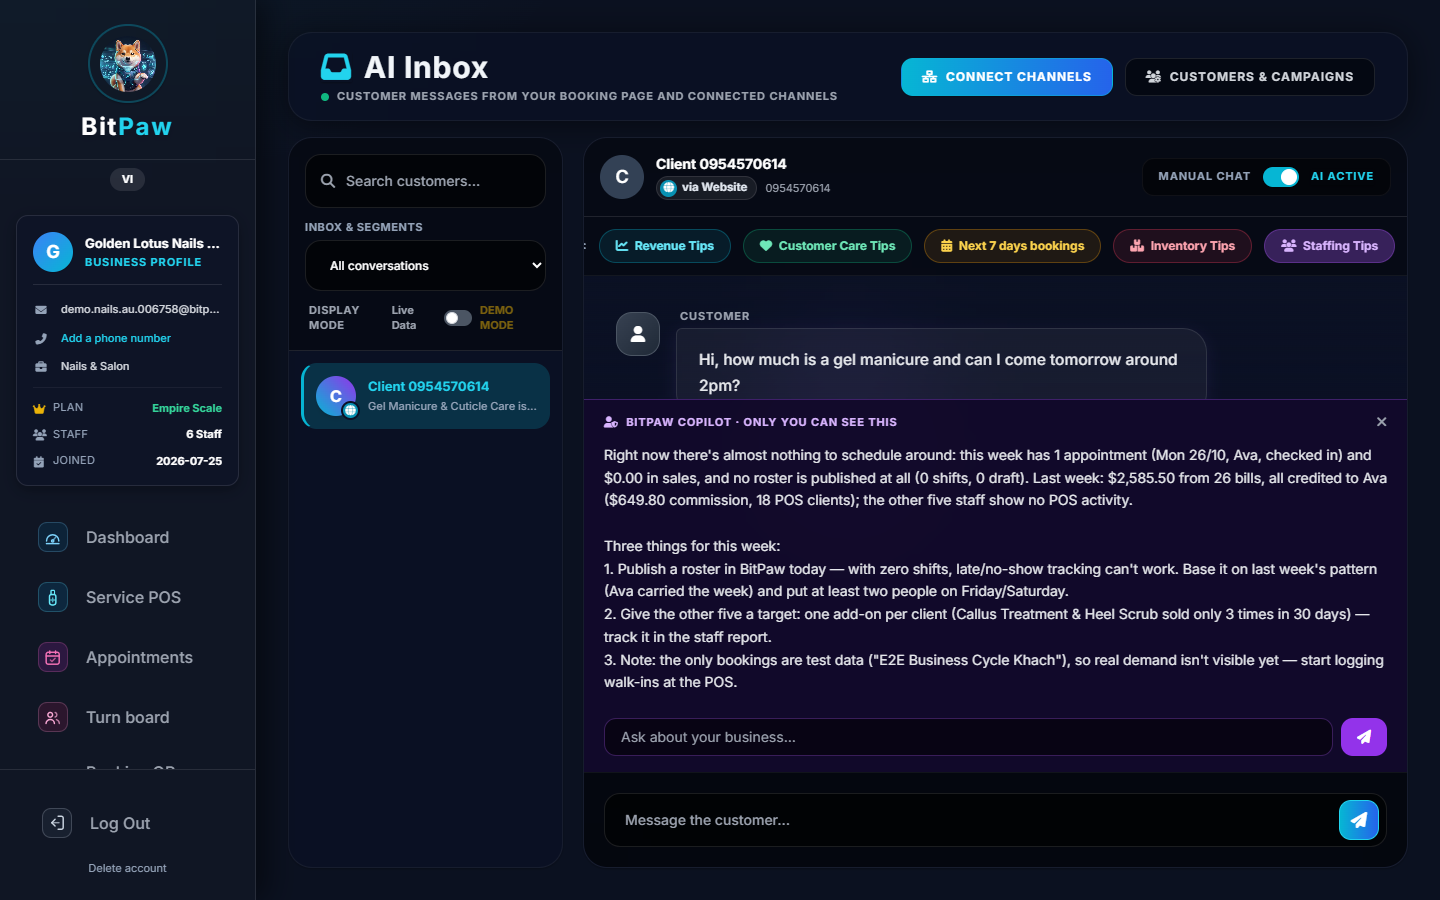 BitPaw
VI
G
Golden Lotus Nails ...
BUSINESS PROFILE
demo.nails.au.006758@bitp...
Add a phone number
Nails & Salon
PLAN
Empire Scale
STAFF
6 Staff
JOINED
2026-07-25
Dashboard
Service POS
Appointments
Turn board
Log Out
Delete account
AI Inbox
CUSTOMER MESSAGES FROM YOUR BOOKING PAGE AND CONNECTED CHANNELS
CONNECT CHANNELS
CUSTOMERS & CAMPAIGNS
Search customers...
INBOX & SEGMENTS
All conversations
DISPLAY
MODE
Live
Data
DEMO
MODE
C
Client 0954570614
Gel Manicure & Cuticle Care is...
C
Client 0954570614
via Website
0954570614
MANUAL CHAT
AI ACTIVE
:
Revenue Tips
Customer Care Tips
Next 7 days bookings
Inventory Tips
Staffing Tips
CUSTOMER
Hi, how much is a gel manicure and can I come tomorrow around
2pm?
BITPAW COPILOT · ONLY YOU CAN SEE THIS
Right now there's almost nothing to schedule around: this week has 1 appointment (Mon 26/10, Ava, checked in) and
$0.00 in sales, and no roster is published at all (0 shifts, 0 draft). Last week: $2,585.50 from 26 bills, all credited to Ava
($649.80 commission, 18 POS clients); the other five staff show no POS activity.
Three things for this week:
1. Publish a roster in BitPaw today — with zero shifts, late/no-show tracking can't work. Base it on last week's pattern
(Ava carried the week) and put at least two people on Friday/Saturday.
2. Give the other five a target: one add-on per client (Callus Treatment & Heel Scrub sold only 3 times in 30 days) —
track it in the staff report.
3. Note: the only bookings are test data ("E2E Business Cycle Khach"), so real demand isn't visible yet — start logging
walk-ins at the POS.
Ask about your business...
Message the customer...